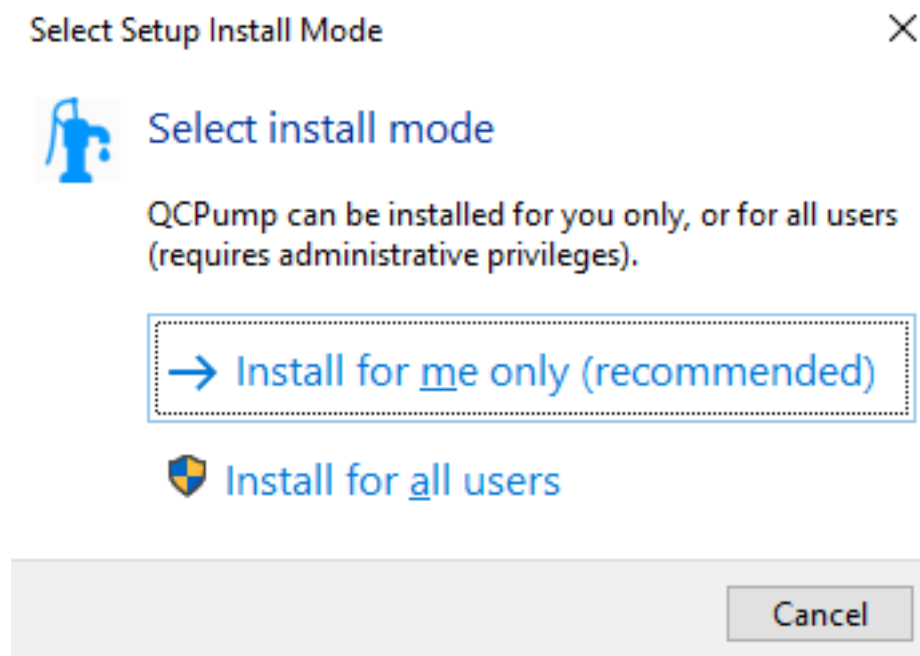 Select Setup Install Mode
Select install mode
QCPump can be installed for you only, or for all users
(requires administrative privileges).
Install for me only (recommended)
Install for all users
Cancel